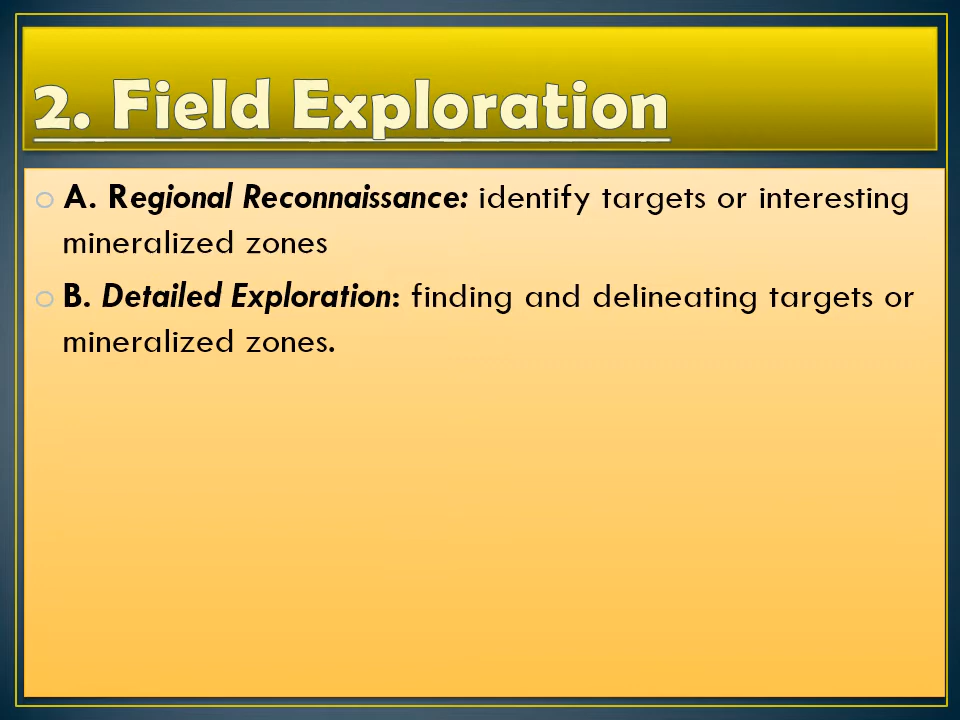 2. Field Exploration
o A. Regional Reconnaissance: identify targets or interesting
mineralized zones
o B. Detailed Exploration: finding and delineating targets or
mineralized zones.